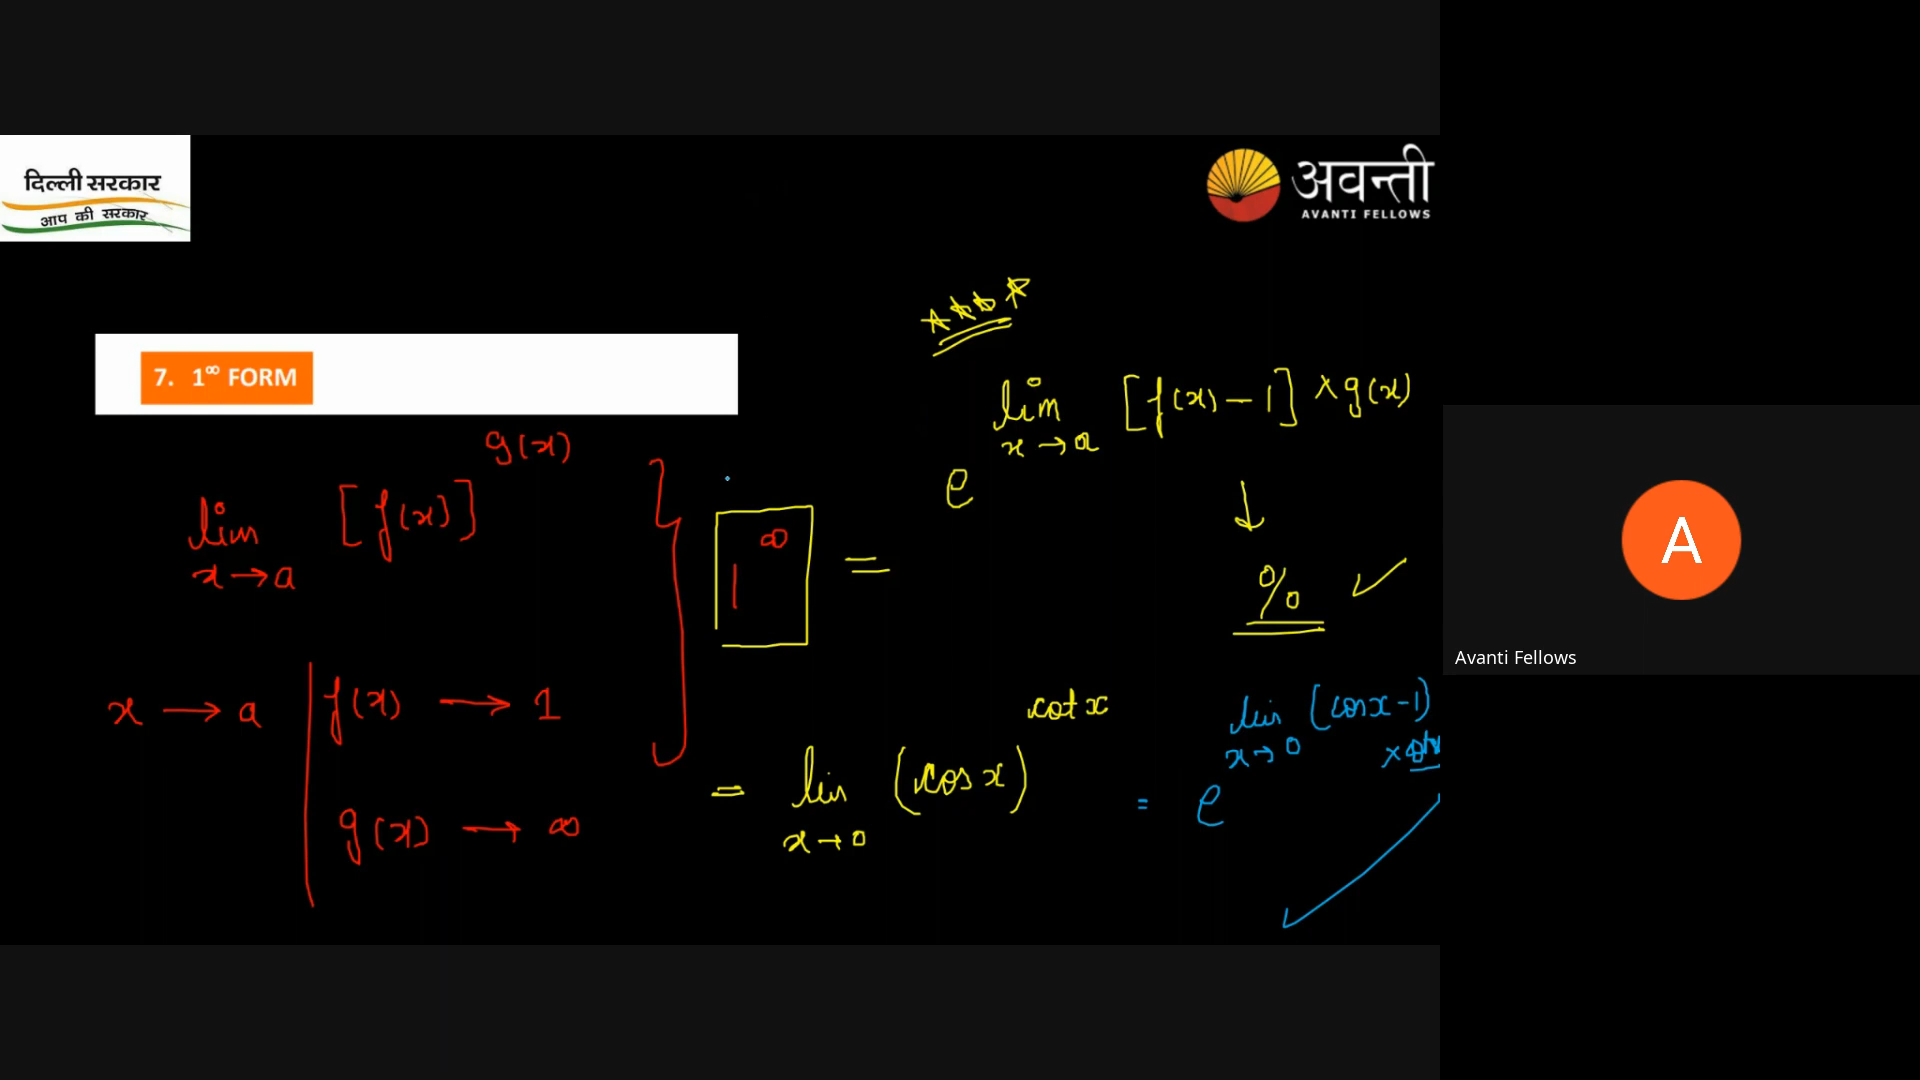 दिल्ली सरकार
आप की सरकार
अवन्ती
AVANTI FELLOWS
7. 1^∞ FORM
lim x→a [f(x)]^g(x)
1^∞ = e^ lim x→a [f(x) - 1] × g(x)
↓
0/0 ✓
x → a | f(x) → 1
g(x) → ∞
= lim x→0 (cos x)^cot x = e^ lim x→0 (cos x - 1) ×
A
Avanti Fellows